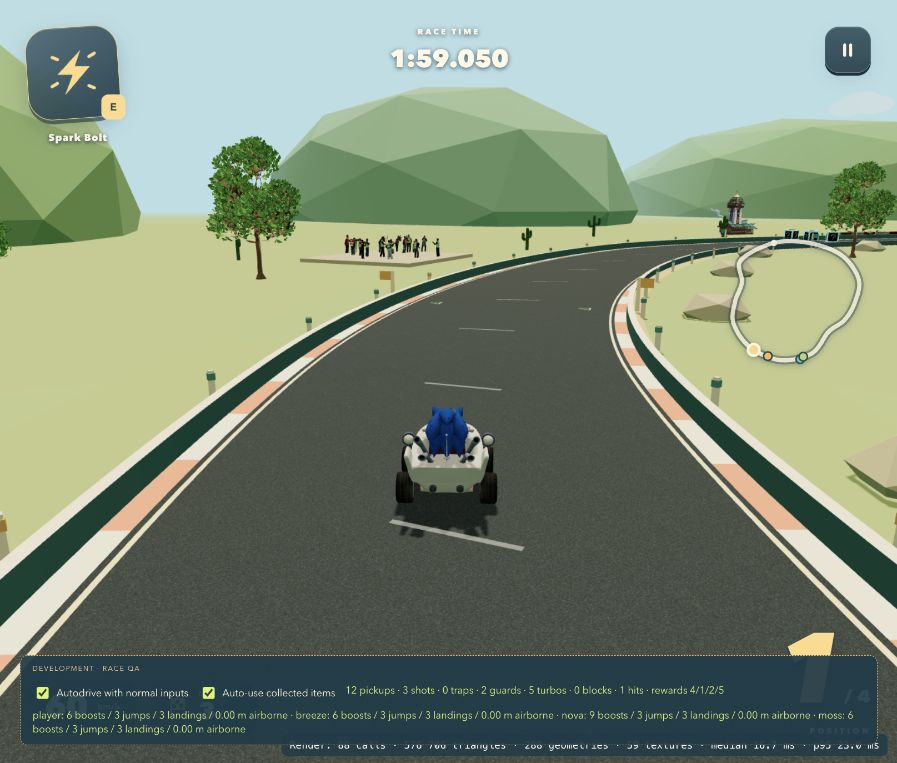 RACE TIME
1:59.050
E
Spark Bolt
DEVELOPMENT · RACE QA
Autodrive with normal inputs
Auto-use collected items
12 pickups · 3 shots · 0 traps · 2 guards · 5 turbos · 0 blocks · 1 hits · rewards 4/1/2/5
player: 6 boosts / 3 jumps / 3 landings / 0.00 m airborne · breeze: 6 boosts / 3 jumps / 3 landings / 0.00 m airborne · nova: 9 boosts / 3 jumps / 3 landings / 0.00 m airborne · moss: 6
boosts / 3 jumps / 3 landings / 0.00 m airborne
1 / 4
POSITION